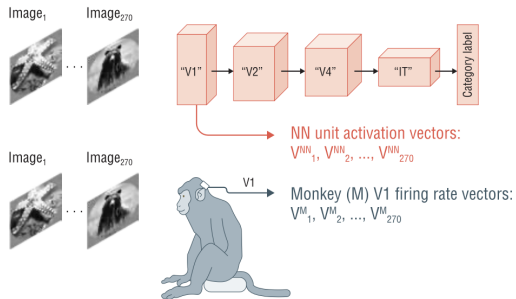 Image₁ ... Image₂₇₀
"V1" "V2" "V4" "IT" Category label
NN unit activation vectors:
Vᴺᴺ₁, Vᴺᴺ₂, ..., Vᴺᴺ₂₇₀
Image₁ ... Image₂₇₀
V1
Monkey (M) V1 firing rate vectors:
Vᴹ₁, Vᴹ₂, ..., Vᴹ₂₇₀